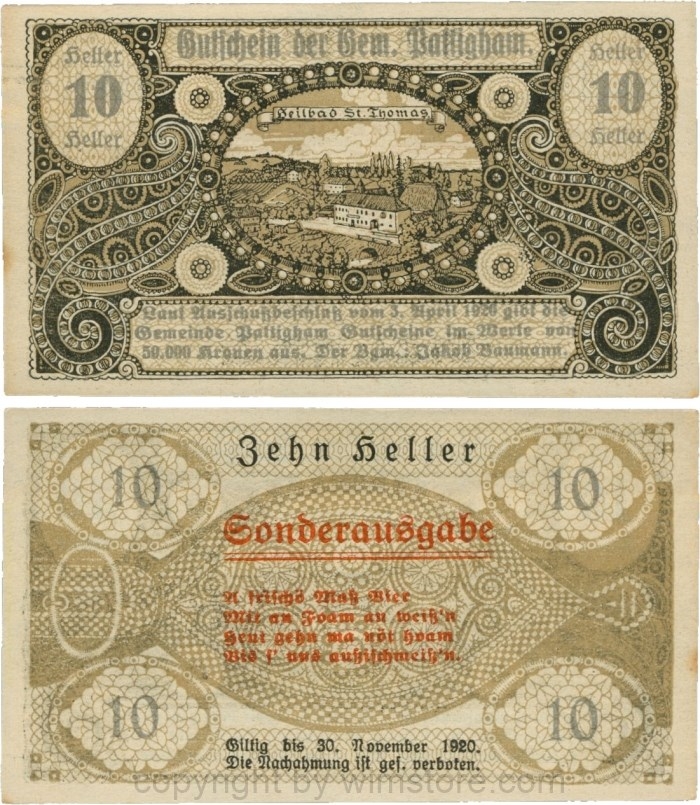 Gutschein der Gem. Pattigham.
Heller
10
Heller
Heller
10
Heller
Heilbad St. Thomas
Laut Ausschußbeschluß vom 3. April 1920 gibt die
Gemeinde Pattigham Gutscheine im Werte von
50.000 Kronen aus. Der Bgm.: Jakob Baumann.
Zehn Heller
10
10
Sonderausgabe
A frischö Maß Bier
Mit an Foam an weiß'n
Heut gehn ma nöt hoam
Bis s' uns außischmeiß'n.
10
10
Giltig bis 30. November 1920.
Die Nachahmung ist ges. verboten.
copyright by wimstore.com